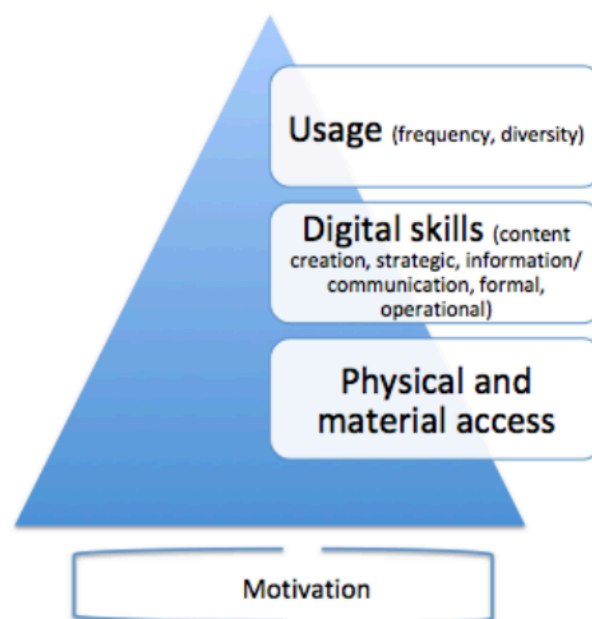 Usage (frequency, diversity)
Digital skills (content
creation, strategic, information/
communication, formal,
operational)
Physical and
material access
Motivation